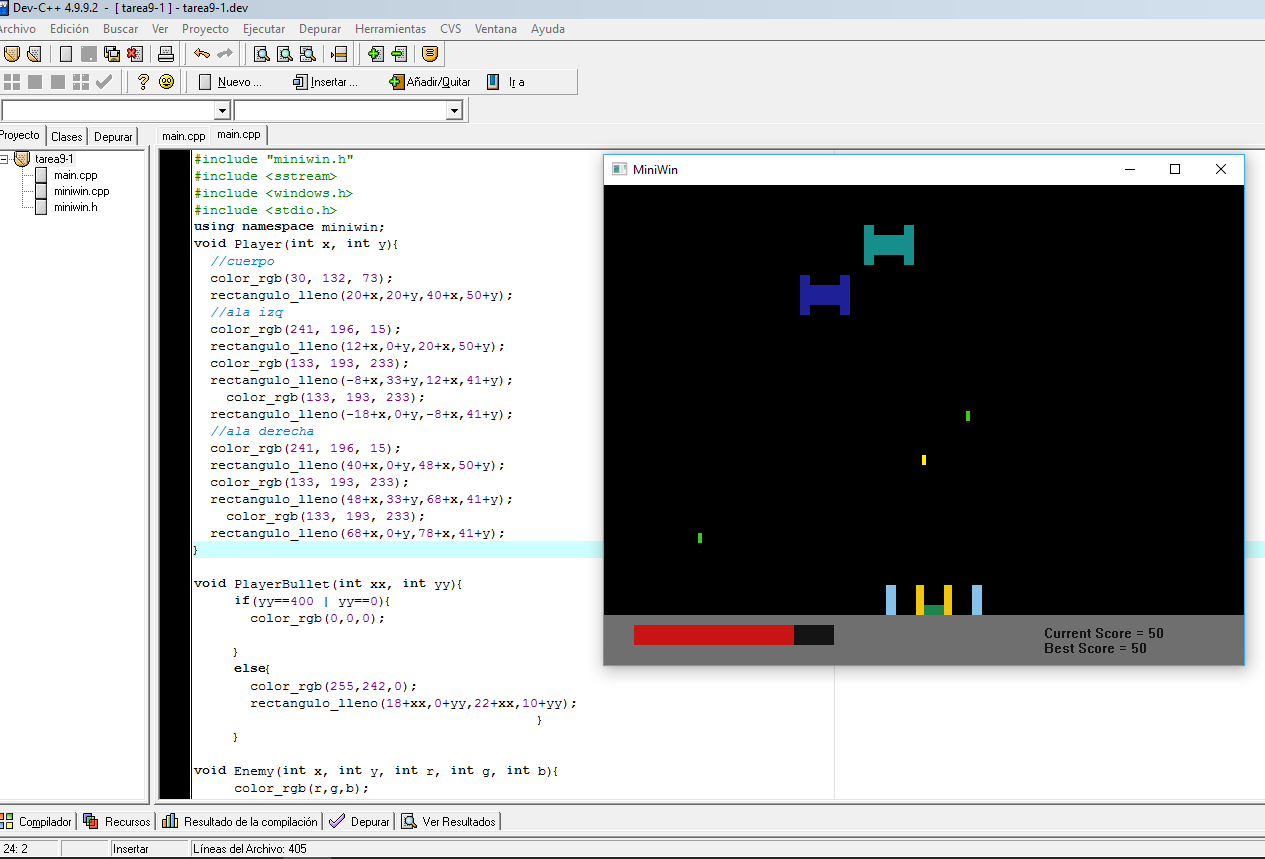 Dev-C++ 4.9.9.2 - [ tarea9-1 ] - tarea9-1.dev
Archivo Edición Buscar Ver Proyecto Ejecutar Depurar Herramientas CVS Ventana Ayuda
Nuevo ... Insertar ... Añadir/Quitar Ir a
Proyecto Clases Depurar main.cpp main.cpp
tarea9-1
main.cpp
miniwin.cpp
miniwin.h
#include "miniwin.h"
#include <sstream>
#include <windows.h>
#include <stdio.h>
using namespace miniwin;
void Player(int x, int y){
//cuerpo
color_rgb(30, 132, 73);
rectangulo_lleno(20+x,20+y,40+x,50+y);
//ala izq
color_rgb(241, 196, 15);
rectangulo_lleno(12+x,0+y,20+x,50+y);
color_rgb(133, 193, 233);
rectangulo_lleno(-8+x,33+y,12+x,41+y);
color_rgb(133, 193, 233);
rectangulo_lleno(-18+x,0+y,-8+x,41+y);
//ala derecha
color_rgb(241, 196, 15);
rectangulo_lleno(40+x,0+y,48+x,50+y);
color_rgb(133, 193, 233);
rectangulo_lleno(48+x,33+y,68+x,41+y);
color_rgb(133, 193, 233);
rectangulo_lleno(68+x,0+y,78+x,41+y);
}
void PlayerBullet(int xx, int yy){
if(yy==400 | yy==0){
color_rgb(0,0,0);
}
else{
color_rgb(255,242,0);
rectangulo_lleno(18+xx,0+yy,22+xx,10+yy);
}
}
void Enemy(int x, int y, int r, int g, int b){
color_rgb(r,g,b);
MiniWin
Current Score = 50
Best Score = 50
Compilador Recursos Resultado de la compilación Depurar Ver Resultados
24: 2 Insertar Líneas del Archivo: 405